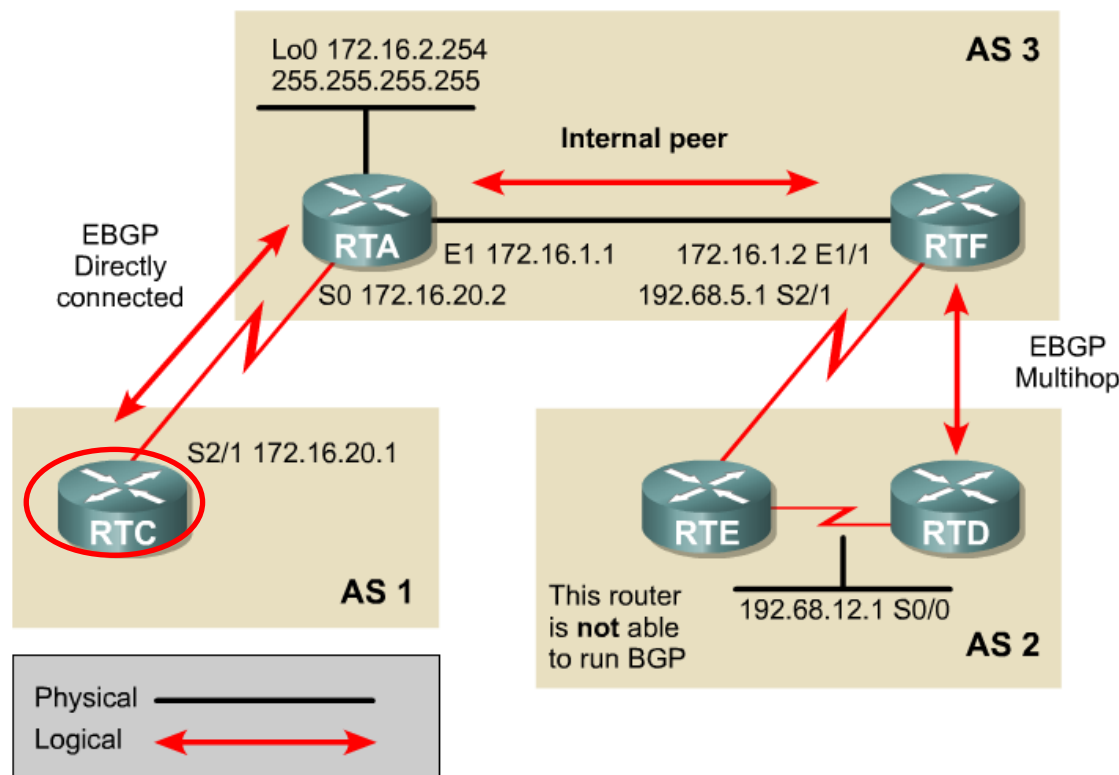 Lo0 172.16.2.254
255.255.255.255
AS 3
Internal peer
RTA
RTF
E1 172.16.1.1
172.16.1.2 E1/1
S0 172.16.20.2
192.68.5.1 S2/1
EBGP
Directly
connected
EBGP
Multihop
S2/1 172.16.20.1
RTC
AS 1
RTE
RTD
This router
is not able
to run BGP
192.68.12.1 S0/0
AS 2
Physical
Logical